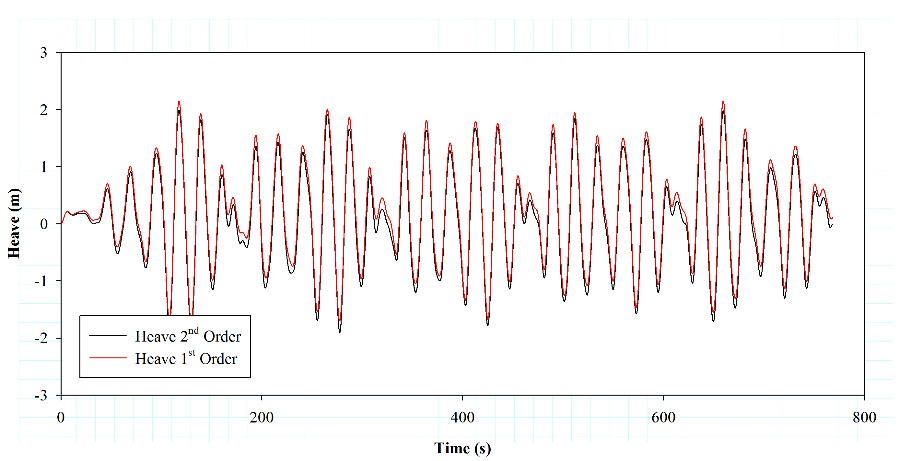 3
2
1
0
-1
-2
-3
Heave (m)
Heave 2nd Order
Heave 1st Order
0 200 400 600 800
Time (s)